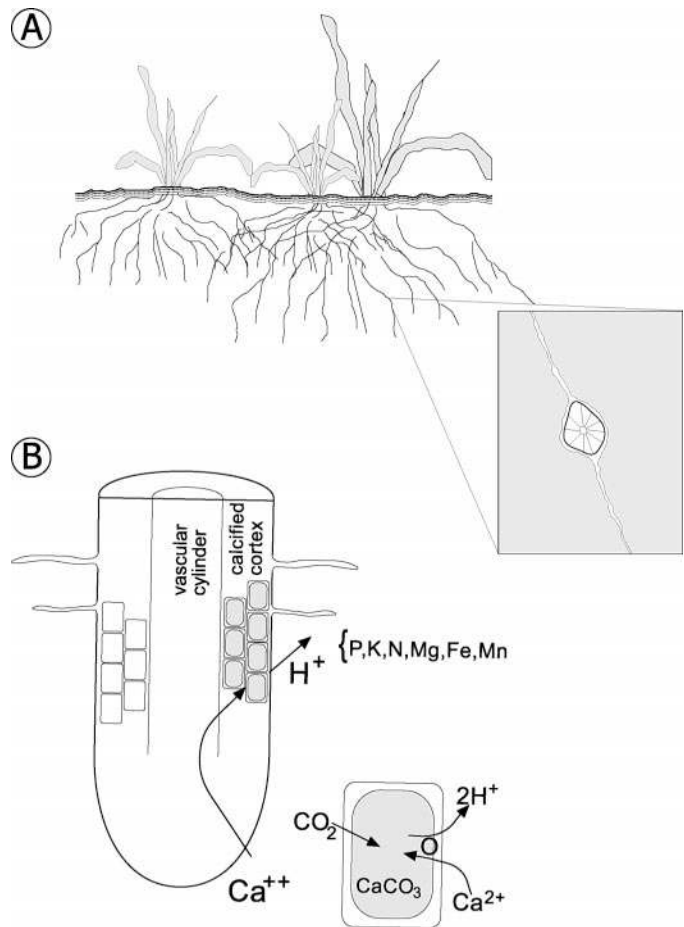 A
B
vascular
cylinder
calcified
cortex
H+
{P,K,N,Mg,Fe,Mn
Ca++
CO2
2H+
O
CaCO3
Ca2+